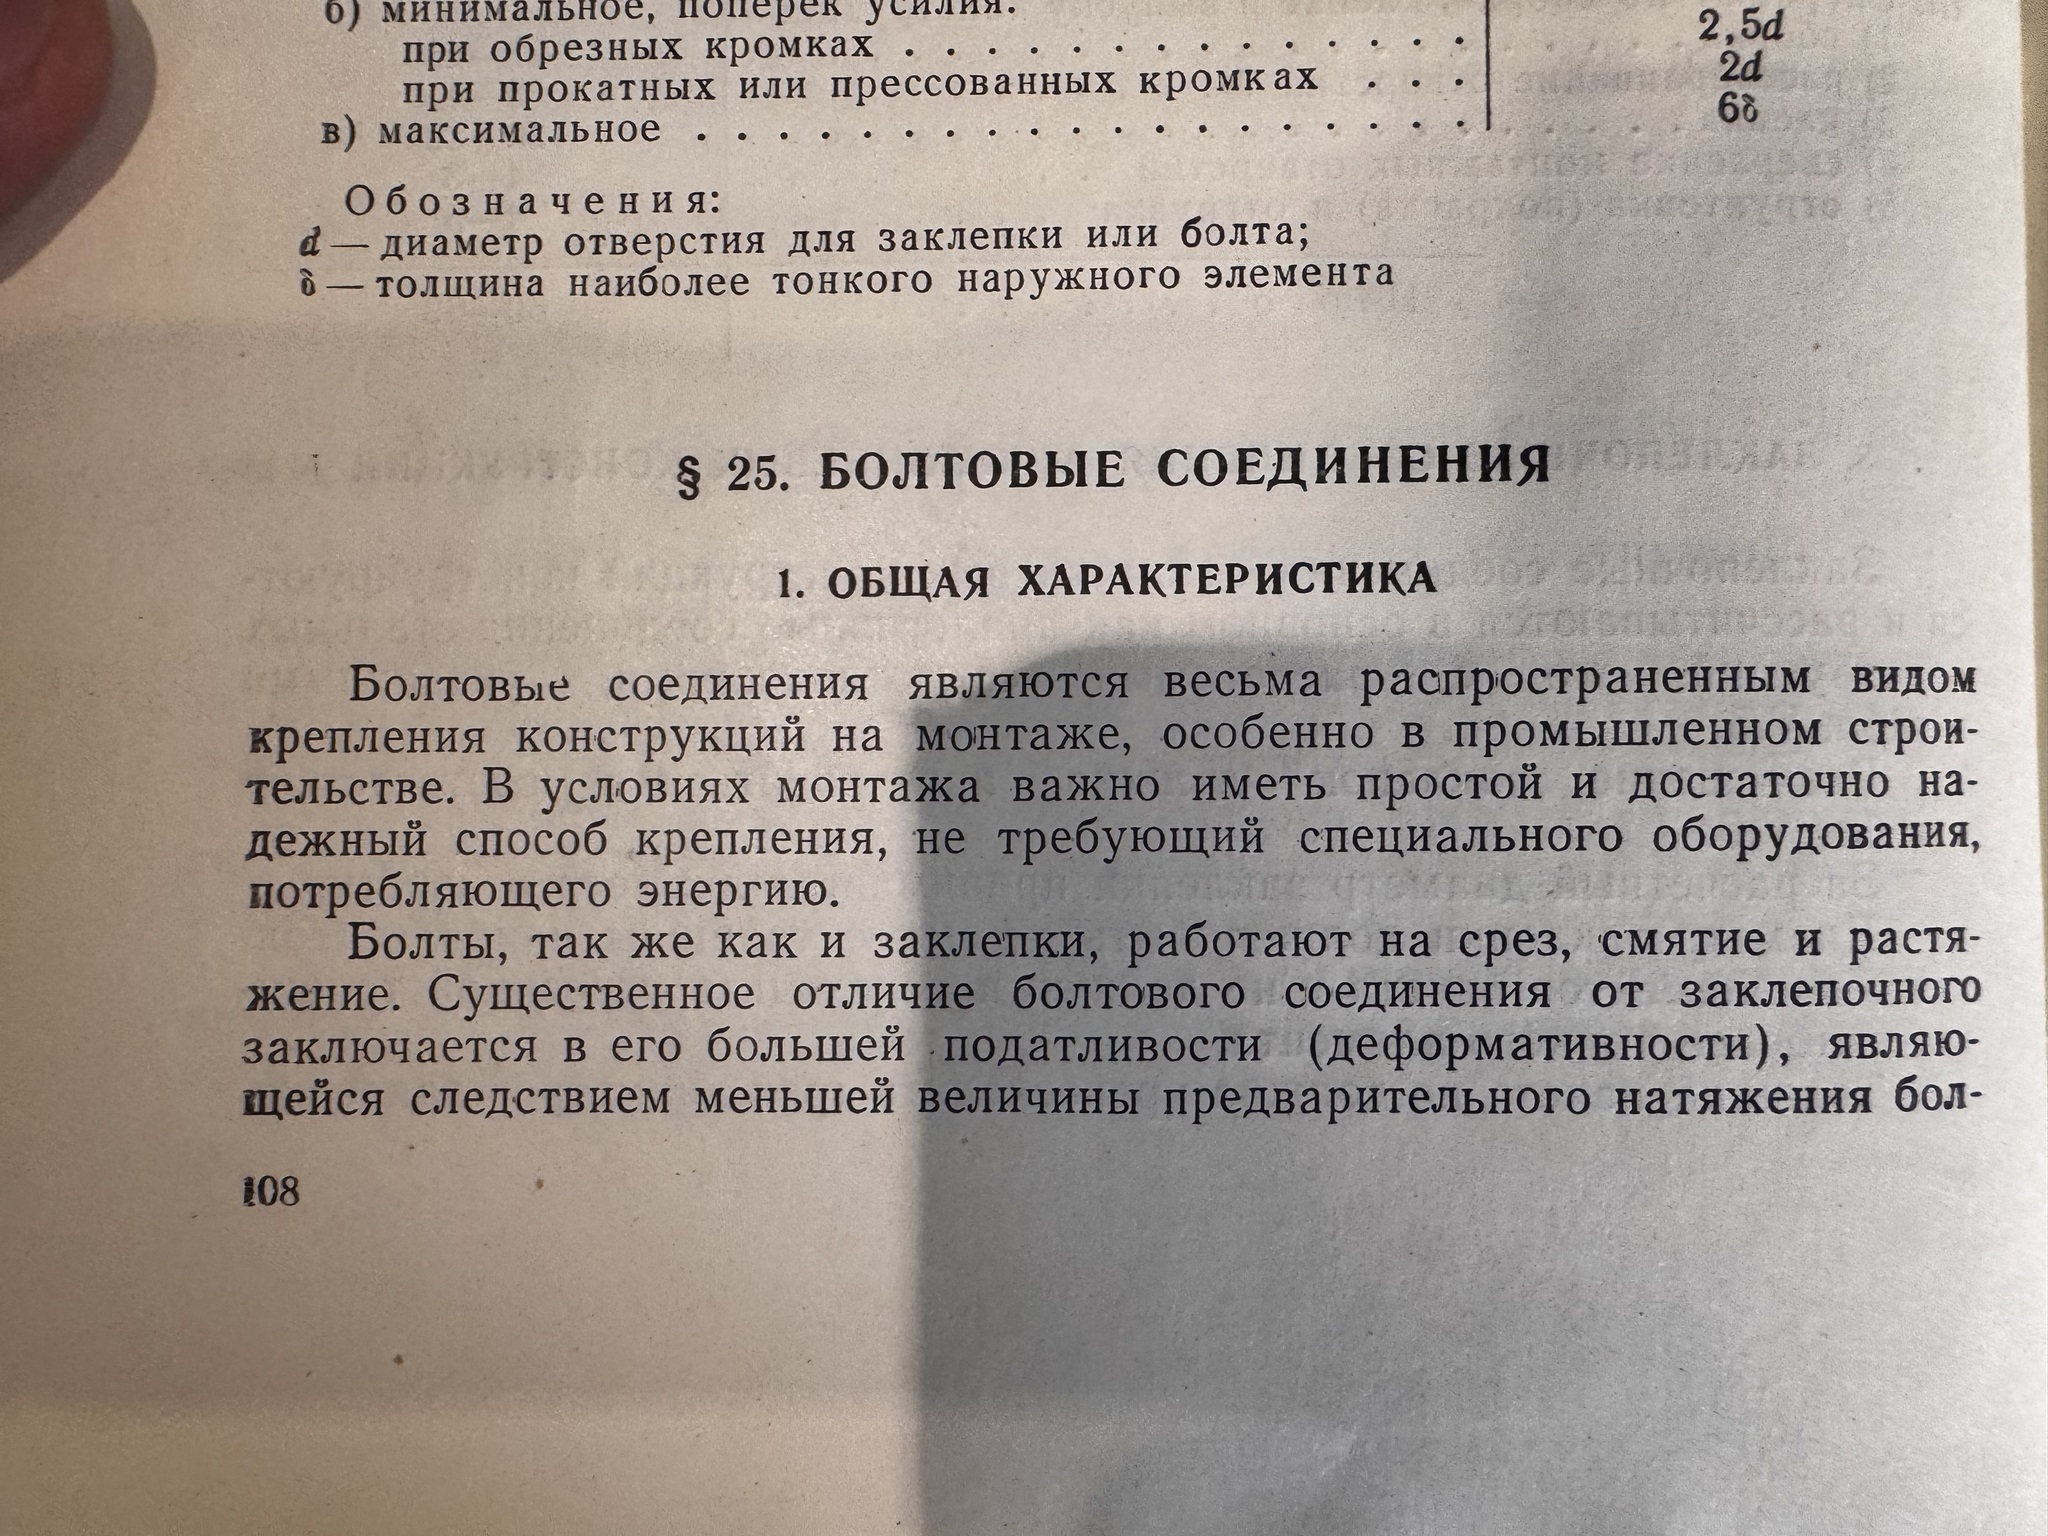 б) минимальное, поперек усилия:
при обрезных кромках . . . . . . . . . . . . . . 2,5d
при прокатных или прессованных кромках . . . 2d
в) максимальное . . . . . . . . . . . . . . . . . . . 6δ
Обозначения:
d — диаметр отверстия для заклепки или болта;
δ — толщина наиболее тонкого наружного элемента
§ 25. БОЛТОВЫЕ СОЕДИНЕНИЯ
1. ОБЩАЯ ХАРАКТЕРИСТИКА
Болтовые соединения являются весьма распространенным видом
крепления конструкций на монтаже, особенно в промышленном строи-
тельстве. В условиях монтажа важно иметь простой и достаточно на-
дежный способ крепления, не требующий специального оборудования,
потребляющего энергию.
Болты, так же как и заклепки, работают на срез, смятие и растя-
жение. Существенное отличие болтового соединения от заклепочного
заключается в его большей податливости (деформативности), являю-
щейся следствием меньшей величины предварительного натяжения бол-
108